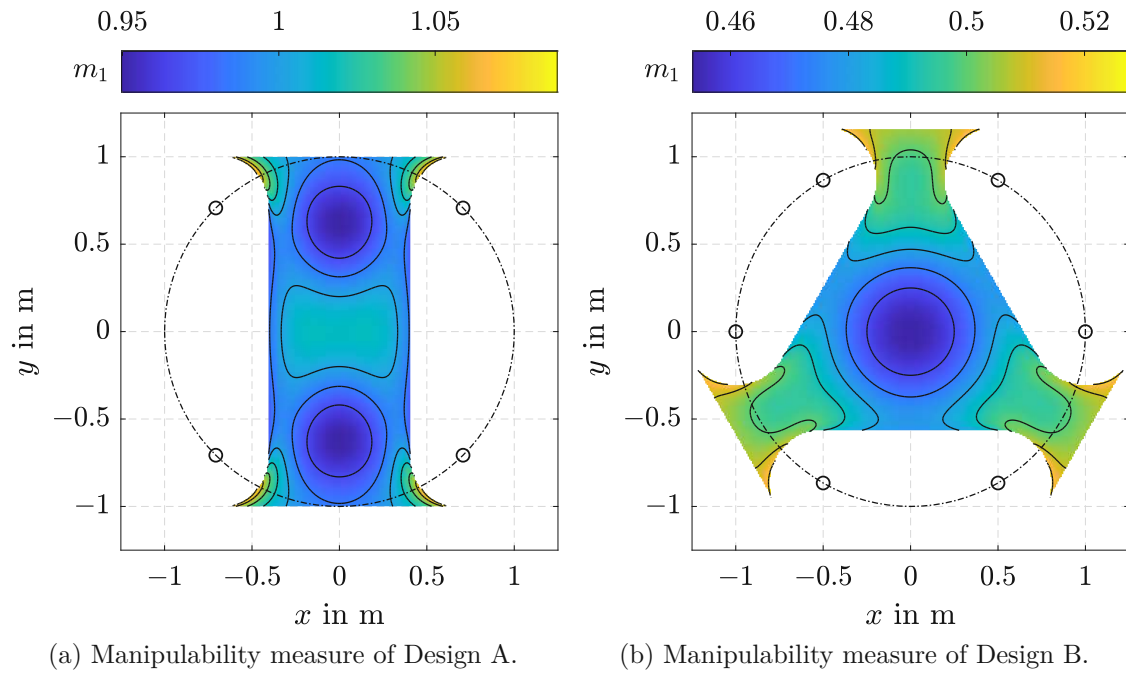 0.95 1 1.05
m₁
1
0.5
0
−0.5
−1
y in m
−1 −0.5 0 0.5 1
x in m
(a) Manipulability measure of Design A.
0.46 0.48 0.5 0.52
m₁
1
0.5
0
−0.5
−1
y in m
−1 −0.5 0 0.5 1
x in m
(b) Manipulability measure of Design B.